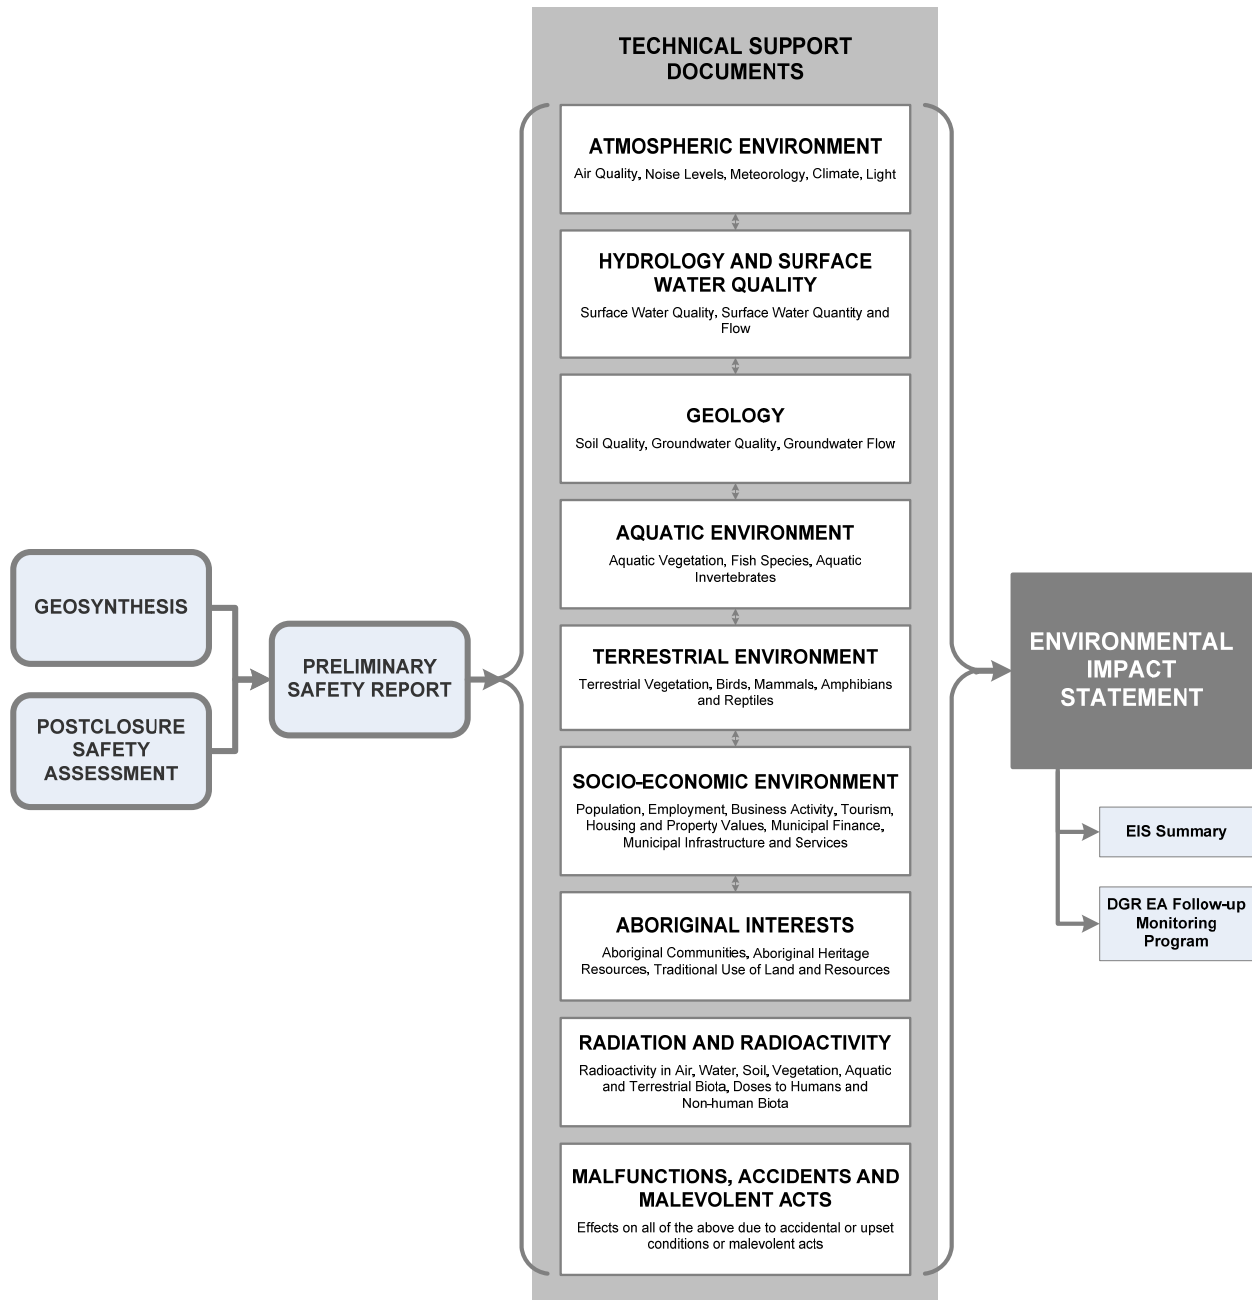 TECHNICAL SUPPORT
DOCUMENTS
ATMOSPHERIC ENVIRONMENT
Air Quality, Noise Levels, Meteorology, Climate, Light
HYDROLOGY AND SURFACE
WATER QUALITY
Surface Water Quality, Surface Water Quantity and
Flow
GEOLOGY
Soil Quality, Groundwater Quality, Groundwater Flow
AQUATIC ENVIRONMENT
Aquatic Vegetation, Fish Species, Aquatic
Invertebrates
GEOSYNTHESIS
POSTCLOSURE
SAFETY
ASSESSMENT
PRELIMINARY
SAFETY REPORT
TERRESTRIAL ENVIRONMENT
Terrestrial Vegetation, Birds, Mammals, Amphibians
and Reptiles
SOCIO-ECONOMIC ENVIRONMENT
Population, Employment, Business Activity, Tourism,
Housing and Property Values, Municipal Finance,
Municipal Infrastructure and Services
ABORIGINAL INTERESTS
Aboriginal Communities, Aboriginal Heritage
Resources, Traditional Use of Land and Resources
RADIATION AND RADIOACTIVITY
Radioactivity in Air, Water, Soil, Vegetation, Aquatic
and Terrestrial Biota, Doses to Humans and
Non-human Biota
MALFUNCTIONS, ACCIDENTS AND
MALEVOLENT ACTS
Effects on all of the above due to accidental or upset
conditions or malevolent acts
ENVIRONMENTAL
IMPACT
STATEMENT
EIS Summary
DGR EA Follow-up
Monitoring
Program